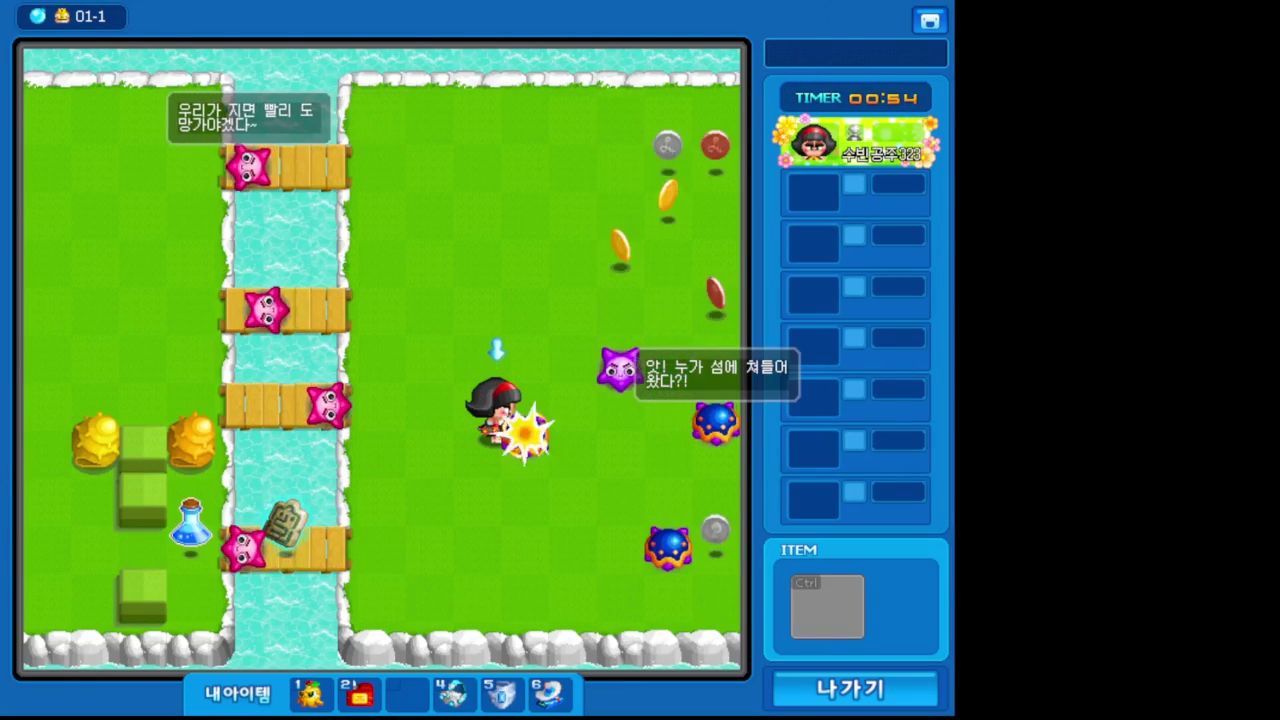 01-1
우리가 지면 빨리 도
망가야겠다~
TIMER 00:54
수빈공주323
앗! 누가 섬에 쳐들어
왔다?!
ITEM
Ctrl
내아이템
1
2
4
5
6
나가기